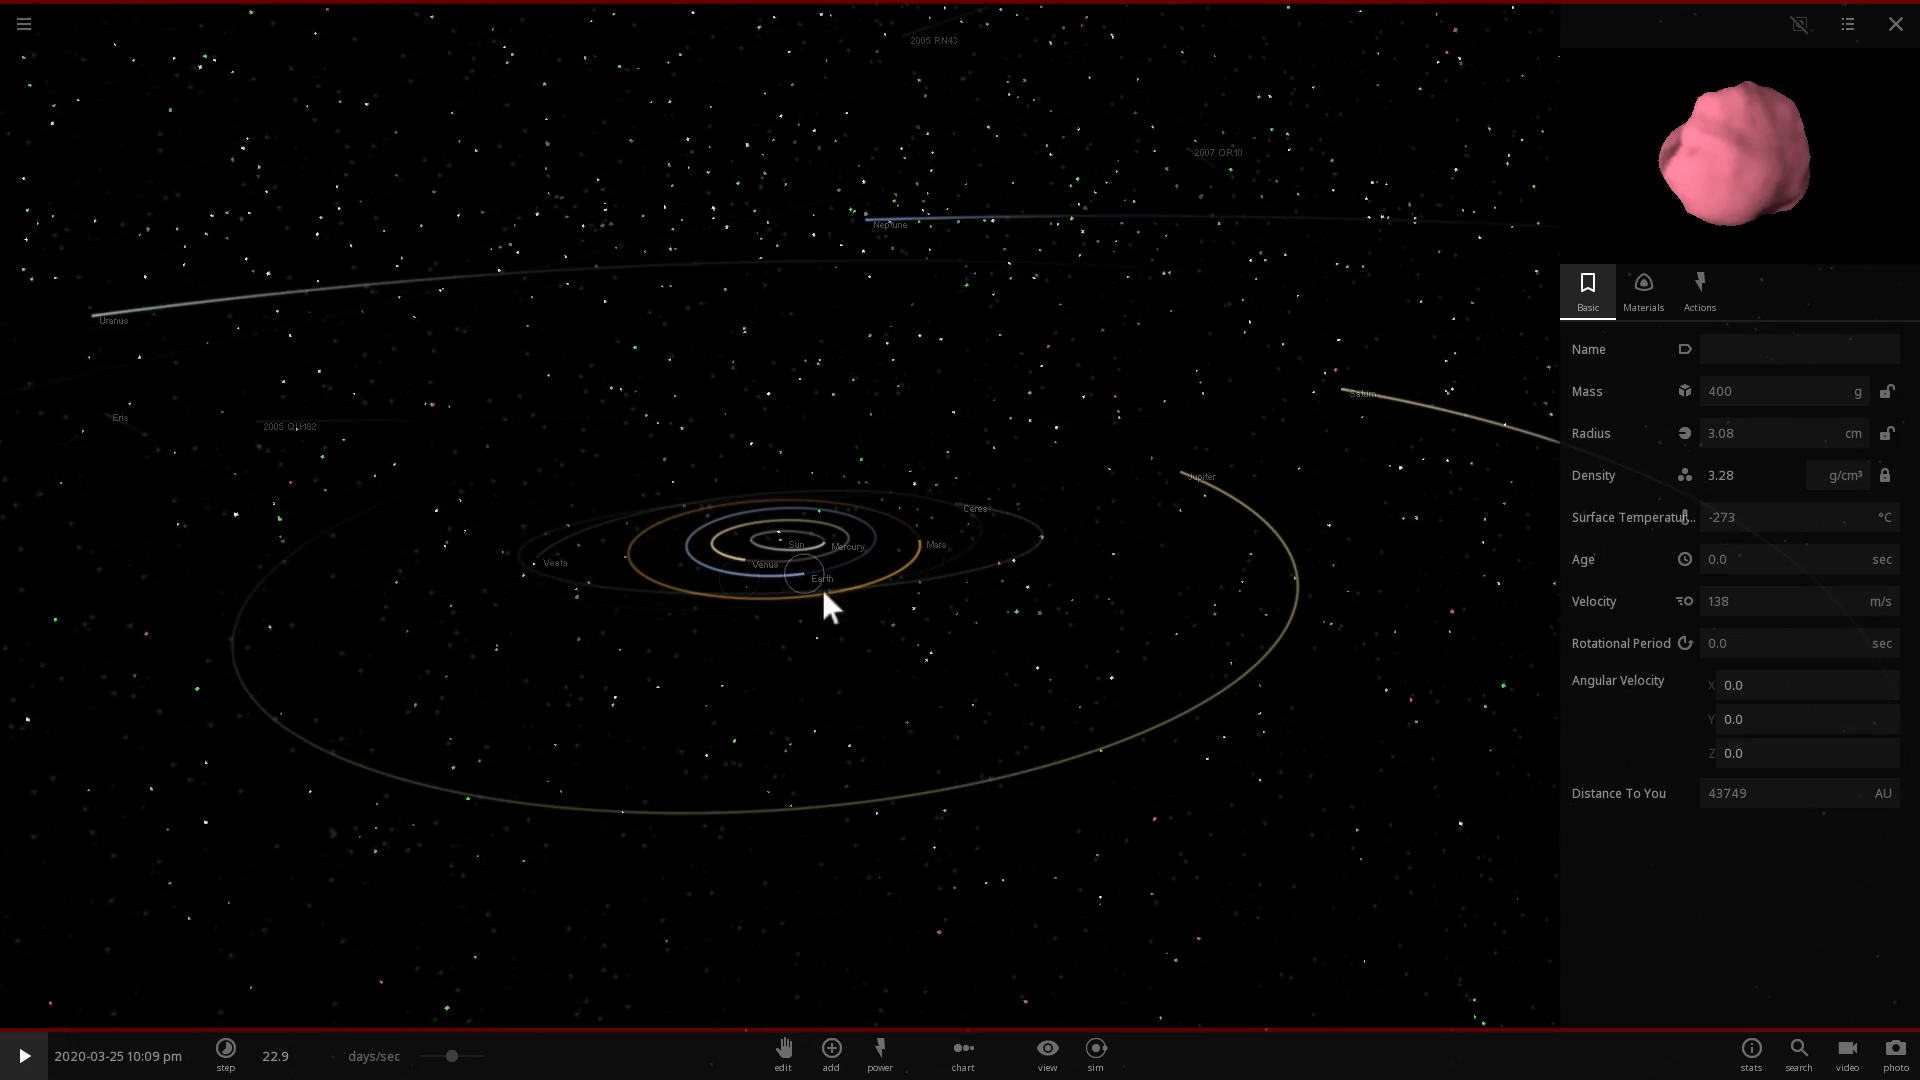 2005 RN43
2007 OR10
Neptune
Uranus
Saturn
Eris
2005 QU182
Jupiter
Ceres
Sun
Mercury
Mars
Vesta
Venus
Earth
Basic
Materials
Actions
Name
Mass 400 g
Radius 3.08 cm
Density 3.28 g/cm³
Surface Temperatur... -273 °C
Age 0.0 sec
Velocity 138 m/s
Rotational Period 0.0 sec
Angular Velocity X 0.0
Y 0.0
Z 0.0
Distance To You 43749 AU
2020-03-25 10:09 pm
step
22.9 days/sec
edit
add
power
chart
view
sim
stats
search
video
photo